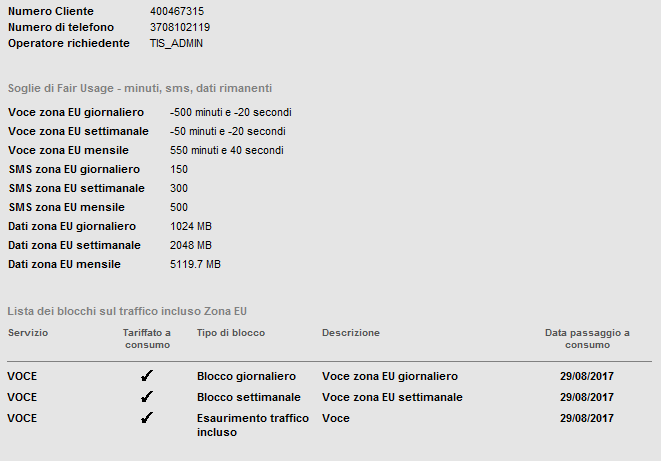 Numero Cliente 400467315
Numero di telefono 3708102119
Operatore richiedente TIS_ADMIN
Soglie di Fair Usage - minuti, sms, dati rimanenti
Voce zona EU giornaliero -500 minuti e -20 secondi
Voce zona EU settimanale -50 minuti e -20 secondi
Voce zona EU mensile 550 minuti e 40 secondi
SMS zona EU giornaliero 150
SMS zona EU settimanale 300
SMS zona EU mensile 500
Dati zona EU giornaliero 1024 MB
Dati zona EU settimanale 2048 MB
Dati zona EU mensile 5119.7 MB
Lista dei blocchi sul traffico incluso Zona EU
Servizio Tariffato a consumo Tipo di blocco Descrizione Data passaggio a consumo
VOCE ✔ Blocco giornaliero Voce zona EU giornaliero 29/08/2017
VOCE ✔ Blocco settimanale Voce zona EU settimanale 29/08/2017
VOCE ✔ Esaurimento traffico incluso Voce 29/08/2017